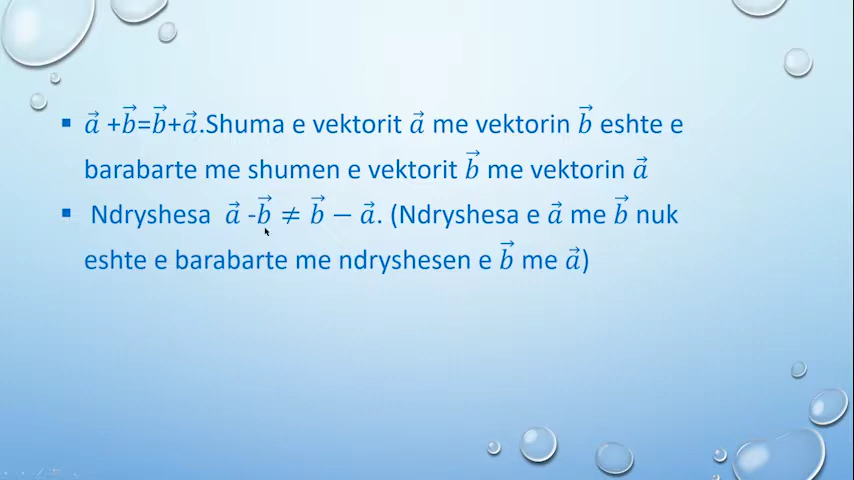 ▪ a⃗ +b⃗=b⃗+a⃗.Shuma e vektorit a⃗ me vektorin b⃗ eshte e
barabarte me shumen e vektorit b⃗ me vektorin a⃗
▪ Ndryshesa a⃗ -b⃗ ≠ b⃗ − a⃗. (Ndryshesa e a⃗ me b⃗ nuk
eshte e barabarte me ndryshesen e b⃗ me a⃗)